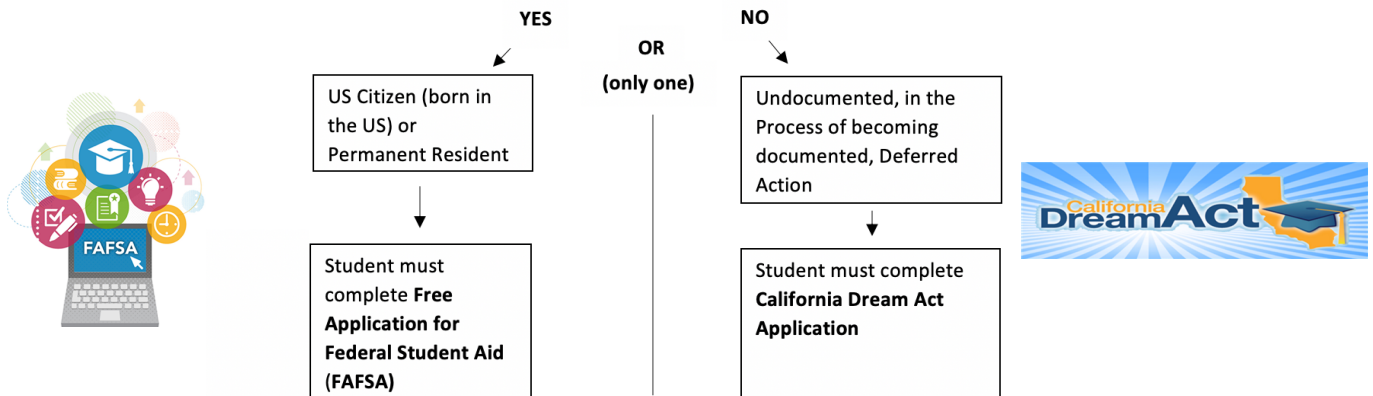 YES
NO
OR
(only one)
US Citizen (born in
the US) or
Permanent Resident
Undocumented, in the
Process of becoming
documented, Deferred
Action
FAFSA
California
DreamAct
Student must
complete Free
Application for
Federal Student Aid
(FAFSA)
Student must complete
California Dream Act
Application